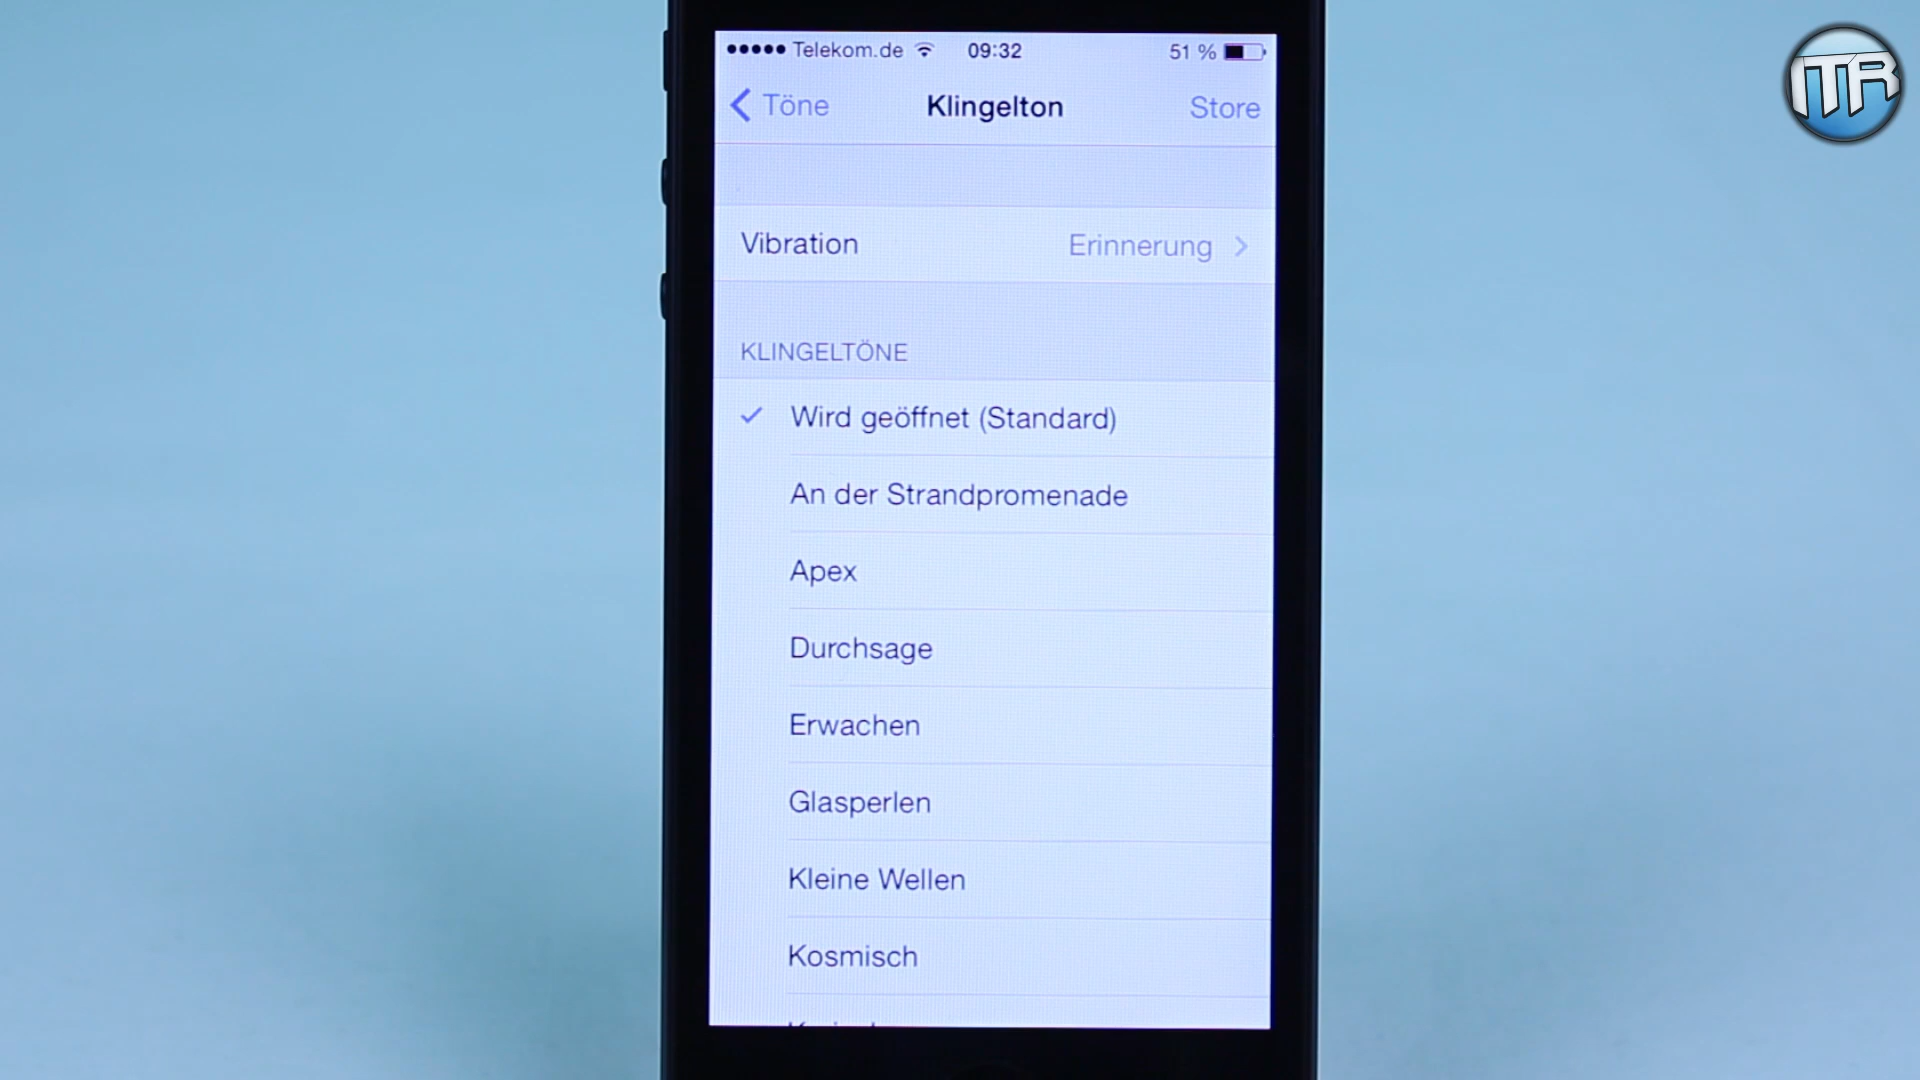 Telekom.de 09:32 51 %
Töne Klingelton Store
Vibration Erinnerung
KLINGELTÖNE
Wird geöffnet (Standard)
An der Strandpromenade
Apex
Durchsage
Erwachen
Glasperlen
Kleine Wellen
Kosmisch
ITR